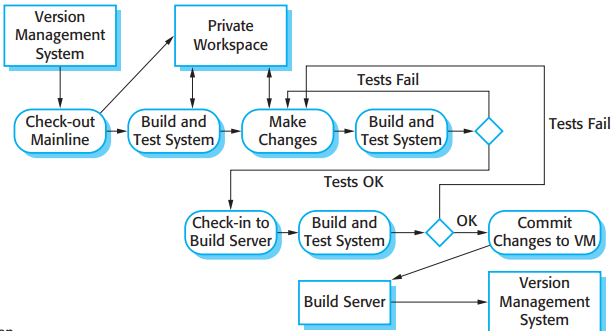 Version
Management
System
Private
Workspace
Tests Fail
Check-out
Mainline
Build and
Test System
Make
Changes
Build and
Test System
Tests Fail
Tests OK
Check-in to
Build Server
Build and
Test System
OK
Commit
Changes to VM
Build Server
Version
Management
System